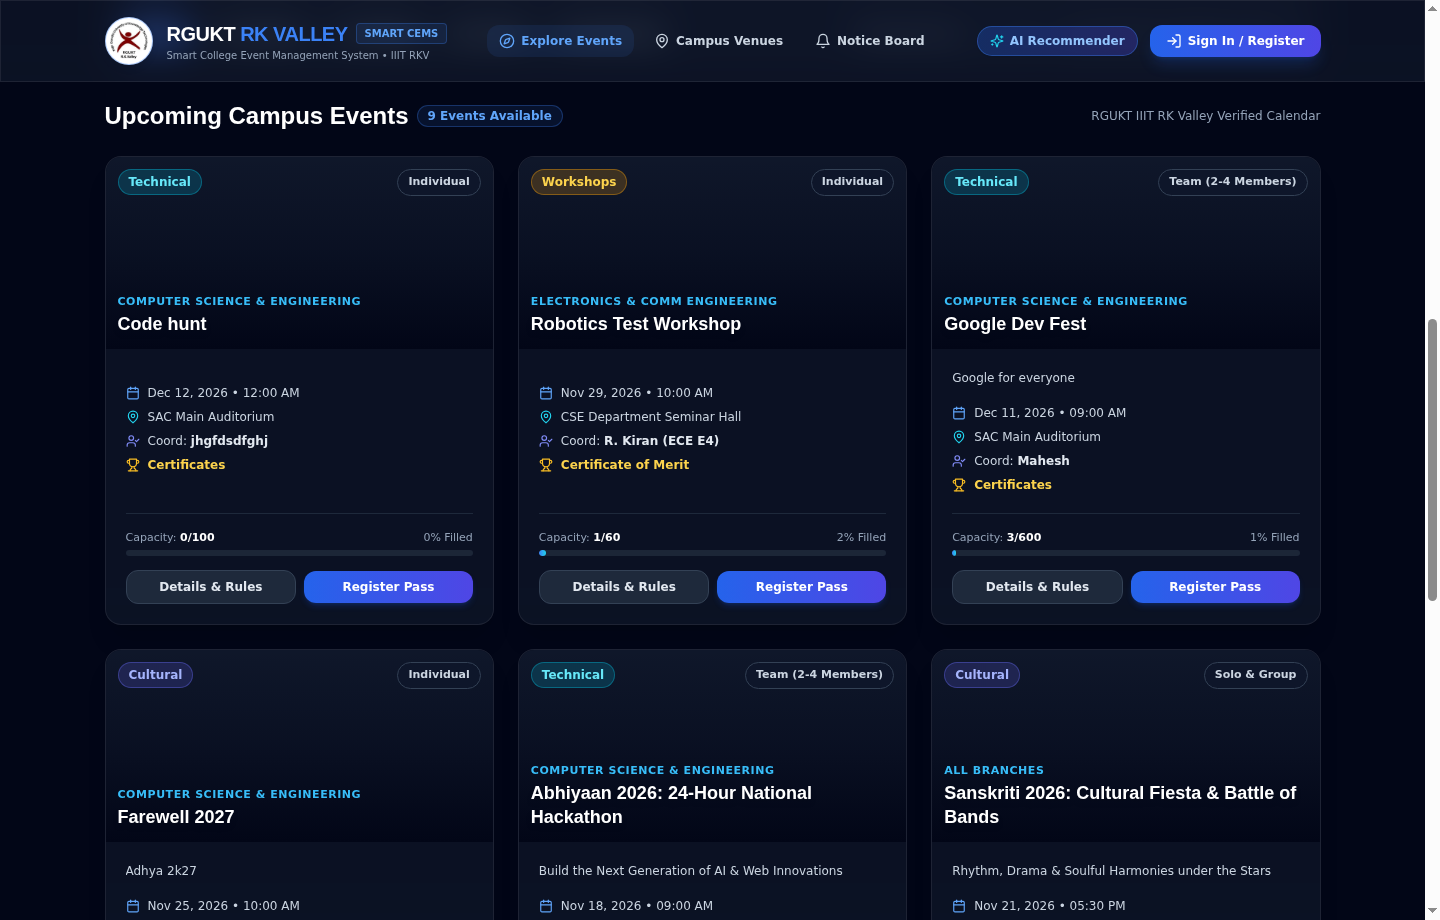 RGUKT RK VALLEY SMART CEMS
Smart College Event Management System • IIIT RKV
Explore Events
Campus Venues
Notice Board
AI Recommender
Sign In / Register
Upcoming Campus Events
9 Events Available
RGUKT IIIT RK Valley Verified Calendar
Technical
Individual
COMPUTER SCIENCE & ENGINEERING
Code hunt
Dec 12, 2026 • 12:00 AM
SAC Main Auditorium
Coord: jhgfdsdfghj
Certificates
Capacity: 0/100
0% Filled
Details & Rules
Register Pass
Workshops
Individual
ELECTRONICS & COMM ENGINEERING
Robotics Test Workshop
Nov 29, 2026 • 10:00 AM
CSE Department Seminar Hall
Coord: R. Kiran (ECE E4)
Certificate of Merit
Capacity: 1/60
2% Filled
Details & Rules
Register Pass
Technical
Team (2-4 Members)
COMPUTER SCIENCE & ENGINEERING
Google Dev Fest
Google for everyone
Dec 11, 2026 • 09:00 AM
SAC Main Auditorium
Coord: Mahesh
Certificates
Capacity: 3/600
1% Filled
Details & Rules
Register Pass
Cultural
Individual
COMPUTER SCIENCE & ENGINEERING
Farewell 2027
Adhya 2k27
Nov 25, 2026 • 10:00 AM
Technical
Team (2-4 Members)
COMPUTER SCIENCE & ENGINEERING
Abhiyaan 2026: 24-Hour National
Hackathon
Build the Next Generation of AI & Web Innovations
Nov 18, 2026 • 09:00 AM
Cultural
Solo & Group
ALL BRANCHES
Sanskriti 2026: Cultural Fiesta & Battle of
Bands
Rhythm, Drama & Soulful Harmonies under the Stars
Nov 21, 2026 • 05:30 PM